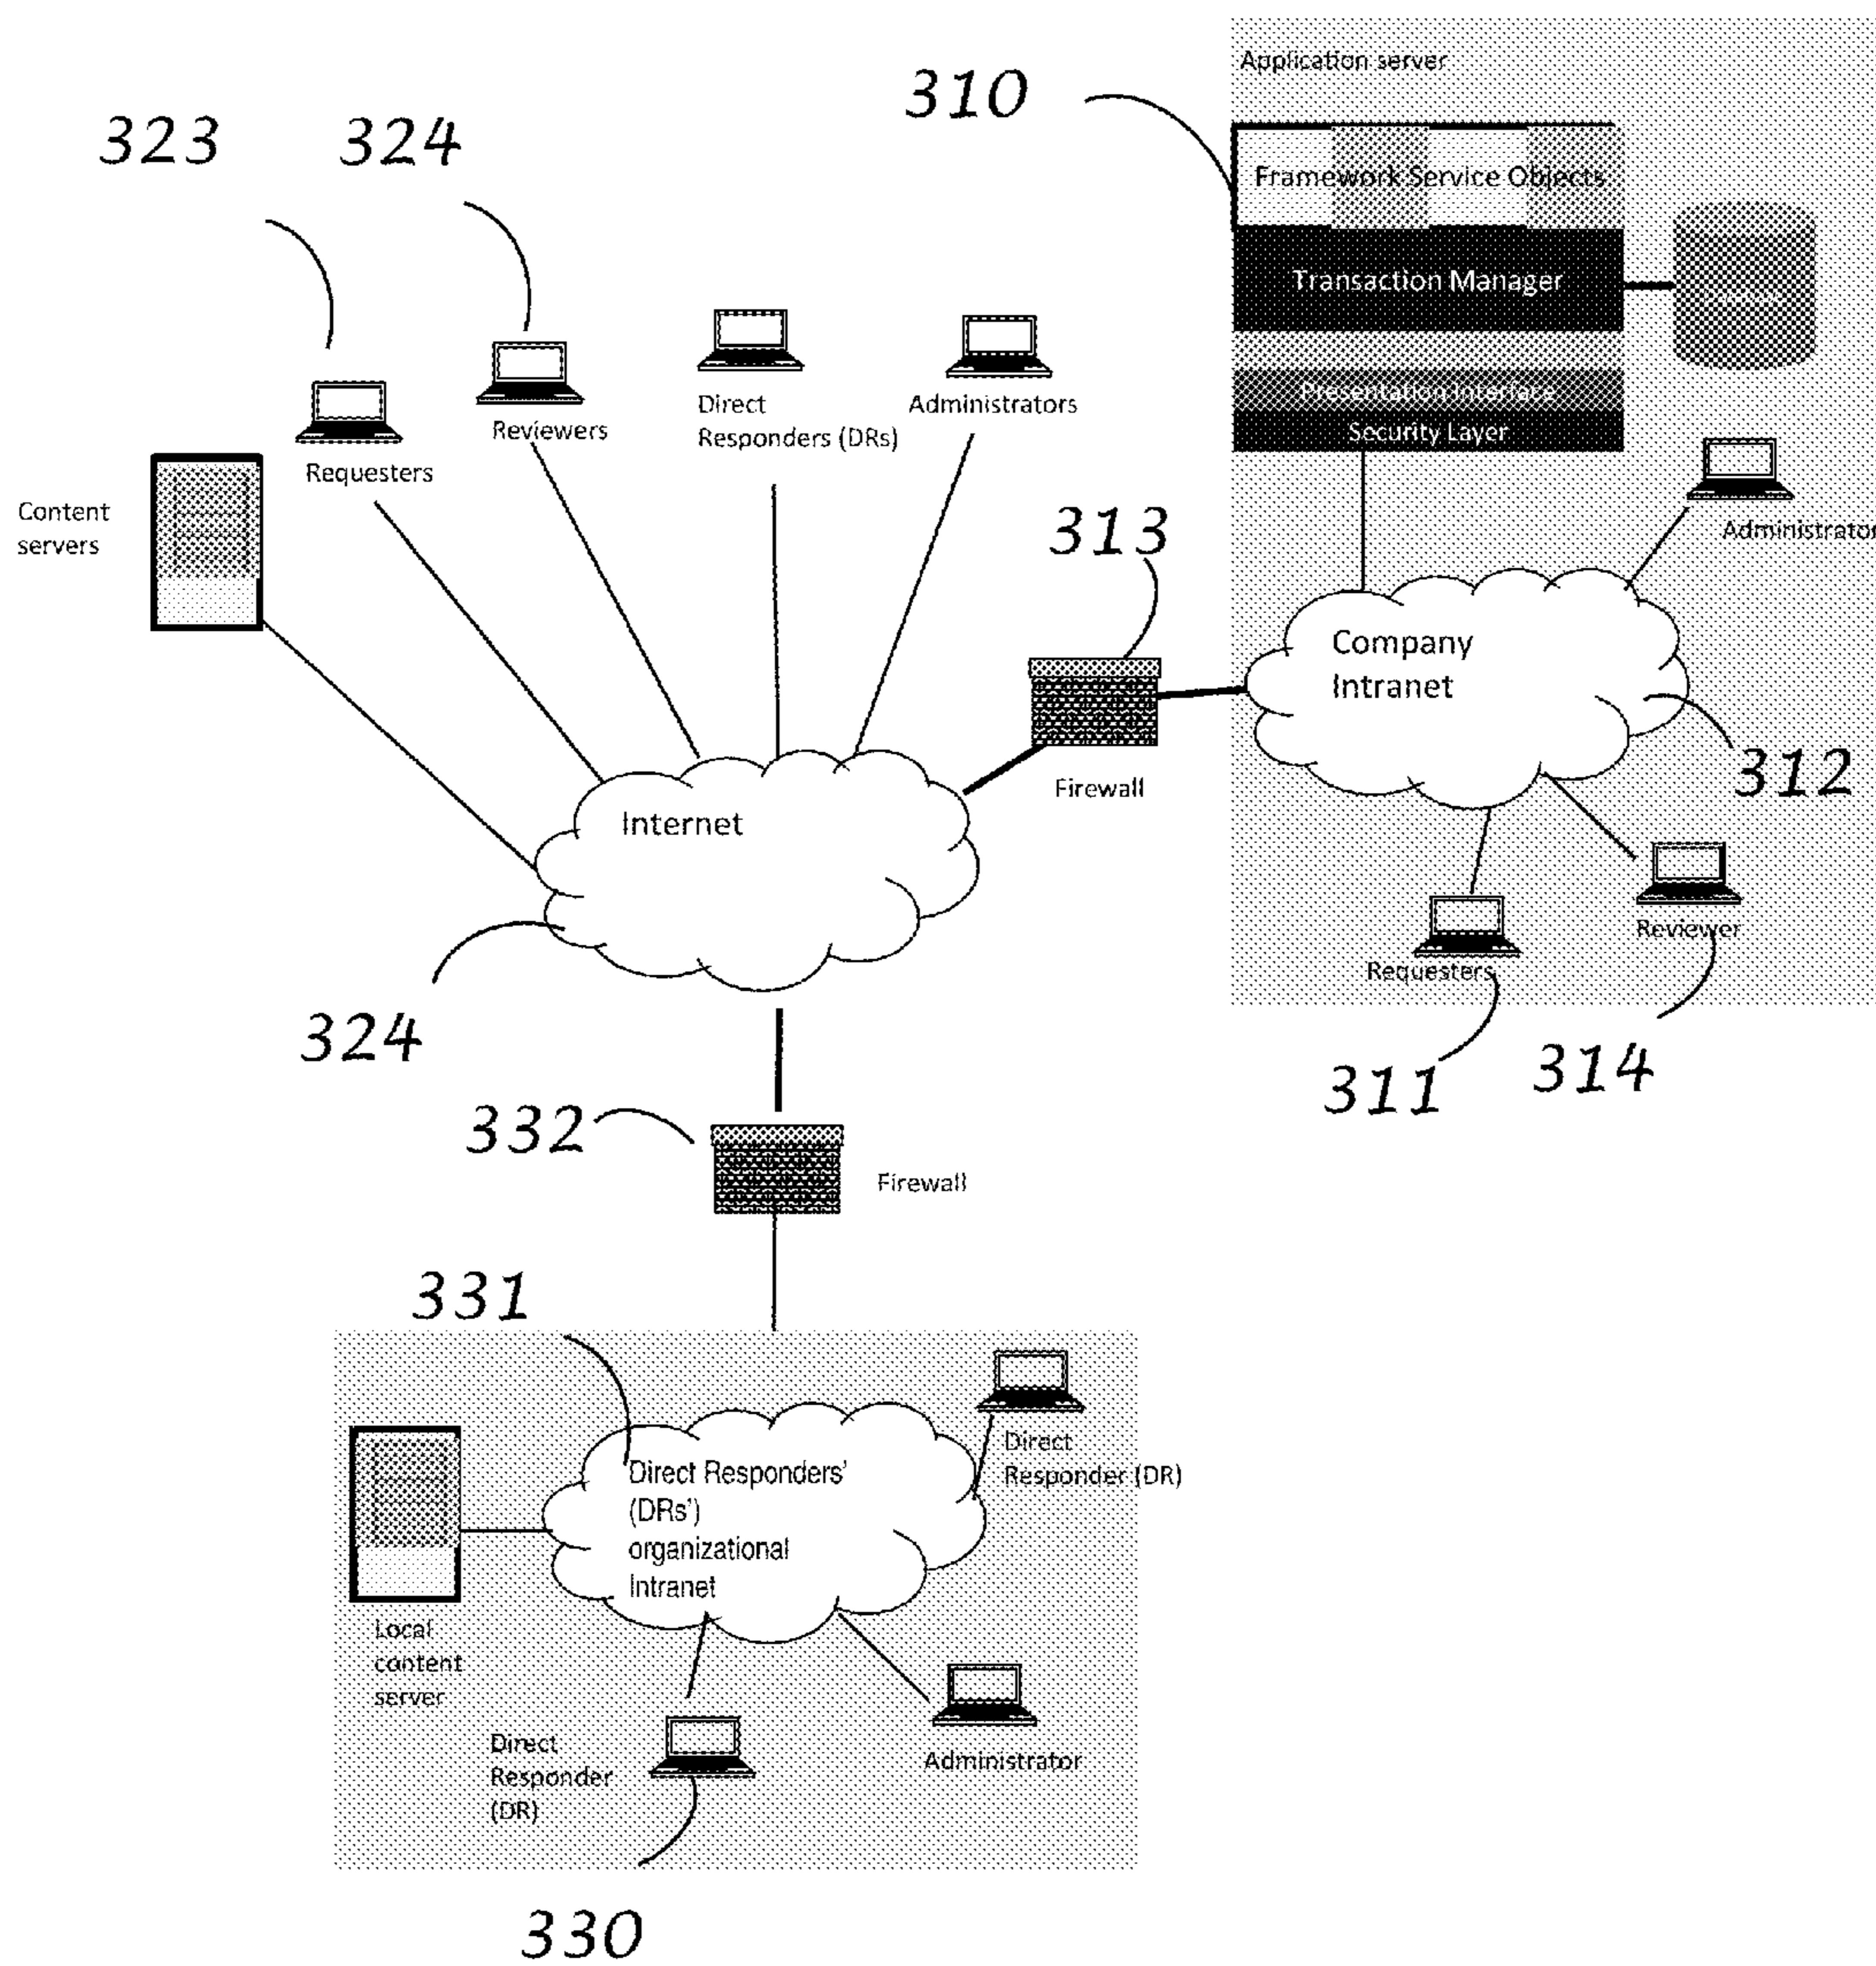 Application server
310
323
324
Framework Service Objects
Transaction Manager
Presentation Interface
Security Layer
Requesters
Reviewers
Direct
Responders (DRs)
Administrators
Content
servers
313
Administrator
Company
Intranet
Firewall
312
Internet
Reviewer
Requesters
324
311
314
332
Firewall
331
Direct Responders'
(DRs')
organizational
Intranet
Direct
Responder (DR)
Local
content
server
Direct
Responder
(DR)
Administrator
330